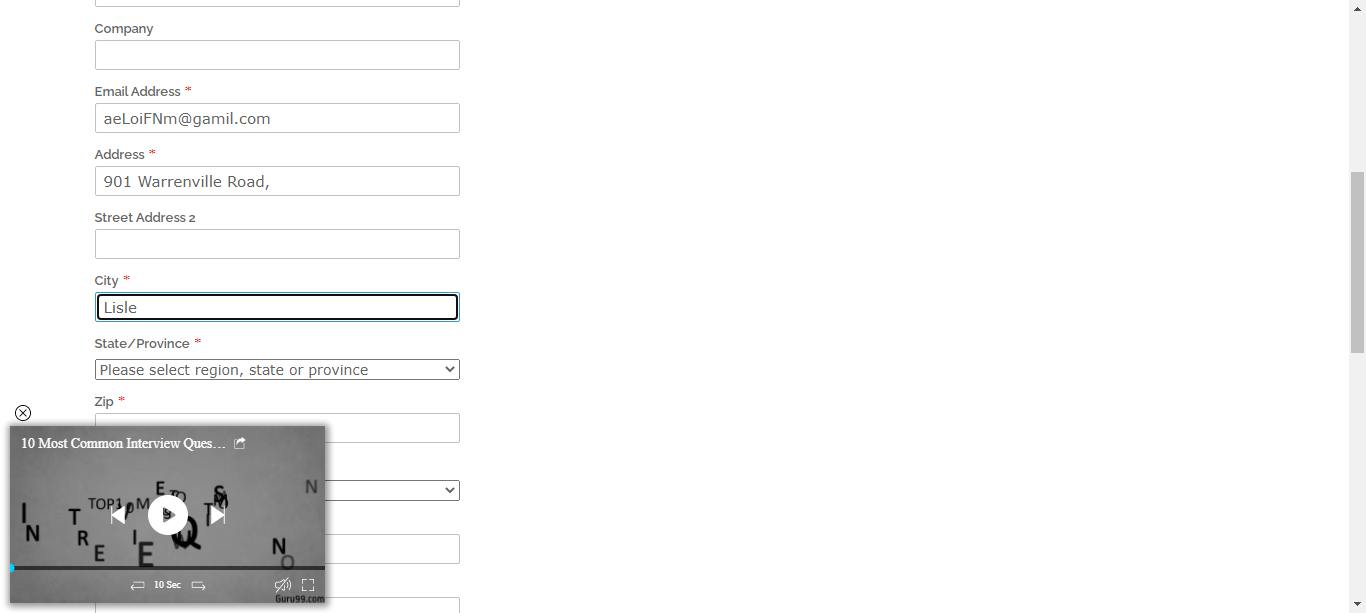 Company
Email Address *
aeLoiFNm@gamil.com
Address *
901 Warrenville Road,
Street Address 2
City *
Lisle
State/Province *
Please select region, state or province
Zip *
10 Most Common Interview Ques...
TOP10
10 Sec
Guru99.com